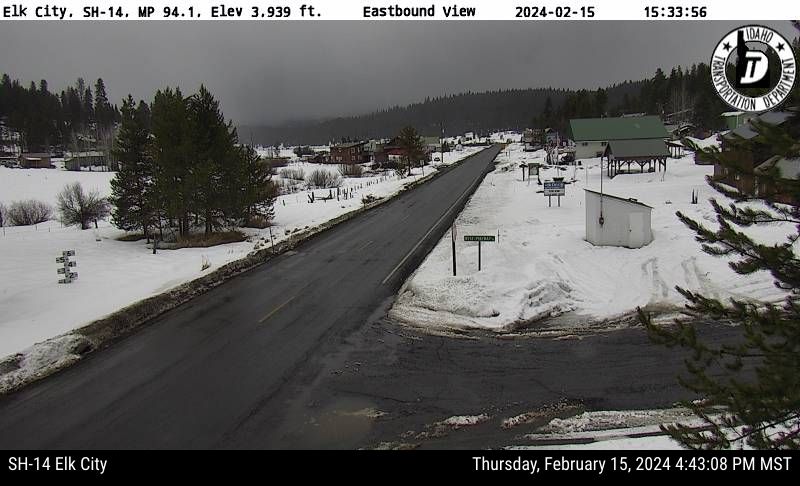 Elk City, SH-14, MP 94.1, Elev 3,939 ft. Eastbound View 2024-02-15 15:33:56
IDAHO
TRANSPORTATION DEPARTMENT
SH-14 Elk City Thursday, February 15, 2024 4:43:08 PM MST